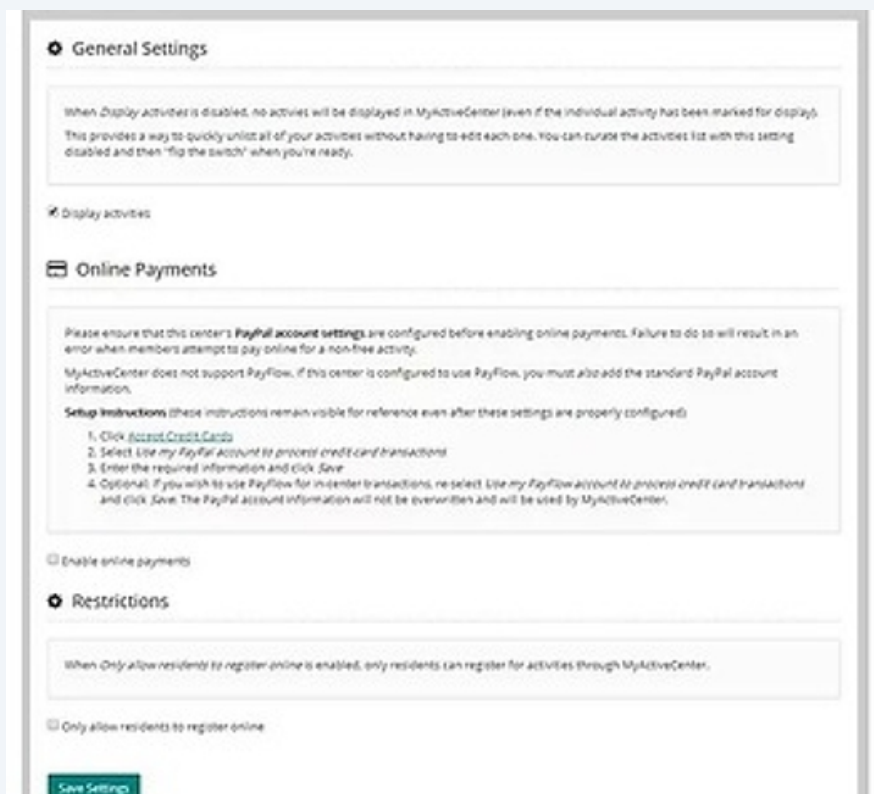 General Settings
When Display activities is disabled, no activies will be displayed in MyActiveCenter (even if the individual activity has been marked for display).
This provides a way to quickly unlist all of your activities without having to edit each one. You can curate the activities list with this setting
disabled and then "flip the switch" when you're ready.
Display activities
Online Payments
Please ensure that this center's PayPal account settings are configured before enabling online payments. Failure to do so will result in an
error when members attempt to pay online for a non-free activity.
MyActiveCenter does not support PayFlow. If this center is configured to use PayFlow, you must also add the standard PayPal account
information.
Setup Instructions (these instructions remain visible for reference even after these settings are properly configured)
1. Click Accept Credit Cards
2. Select Use my PayPal account to process credit card transactions
3. Enter the required information and click Save
4. Optional: If you wish to use Payflow for in-center transactions, re-select Use my Payflow account to process credit card transactions
and click Save. The PayPal account information will not be overwritten and will be used by MyActiveCenter.
Enable online payments
Restrictions
When Only allow residents to register online is enabled, only residents can register for activities through MyActiveCenter.
Only allow residents to register online
Save Settings